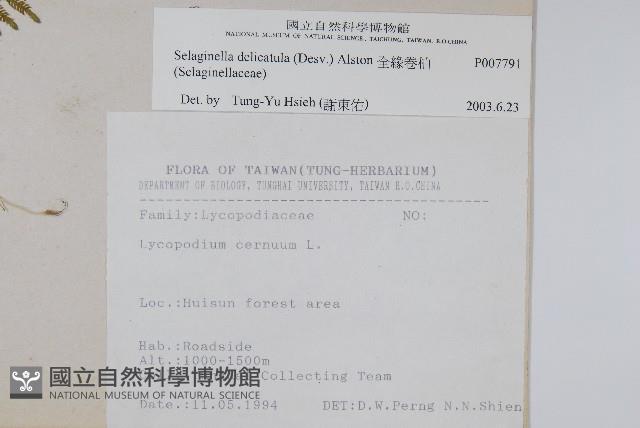 國立自然科學博物館
NATIONAL MUSEUM OF NATURAL SCIENCE, TAICHUNG, TAIWAN, R.O.CHINA
Selaginella delicatula (Desv.) Alston 全緣卷柏 P007791
(Selaginellaceae)
Det. by Tung-Yu Hsieh (謝東佑) 2003.6.23
FLORA OF TAIWAN(TUNG-HERBARIUM)
DEPARTMENT OF BIOLOGY, TUNGHAI UNIVERSITY, TAIWAN R.O.CHINA
Family:Lycopodiaceae NO:
Lycopodium cernuum L.
Loc.:Huisun forest area
Hab.:Roadside
Alt.:1000-1500m
Collecting Team
Date.:11.05.1994 DET:D.W.Perng N.N.Shien
國立自然科學博物館
NATIONAL MUSEUM OF NATURAL SCIENCE